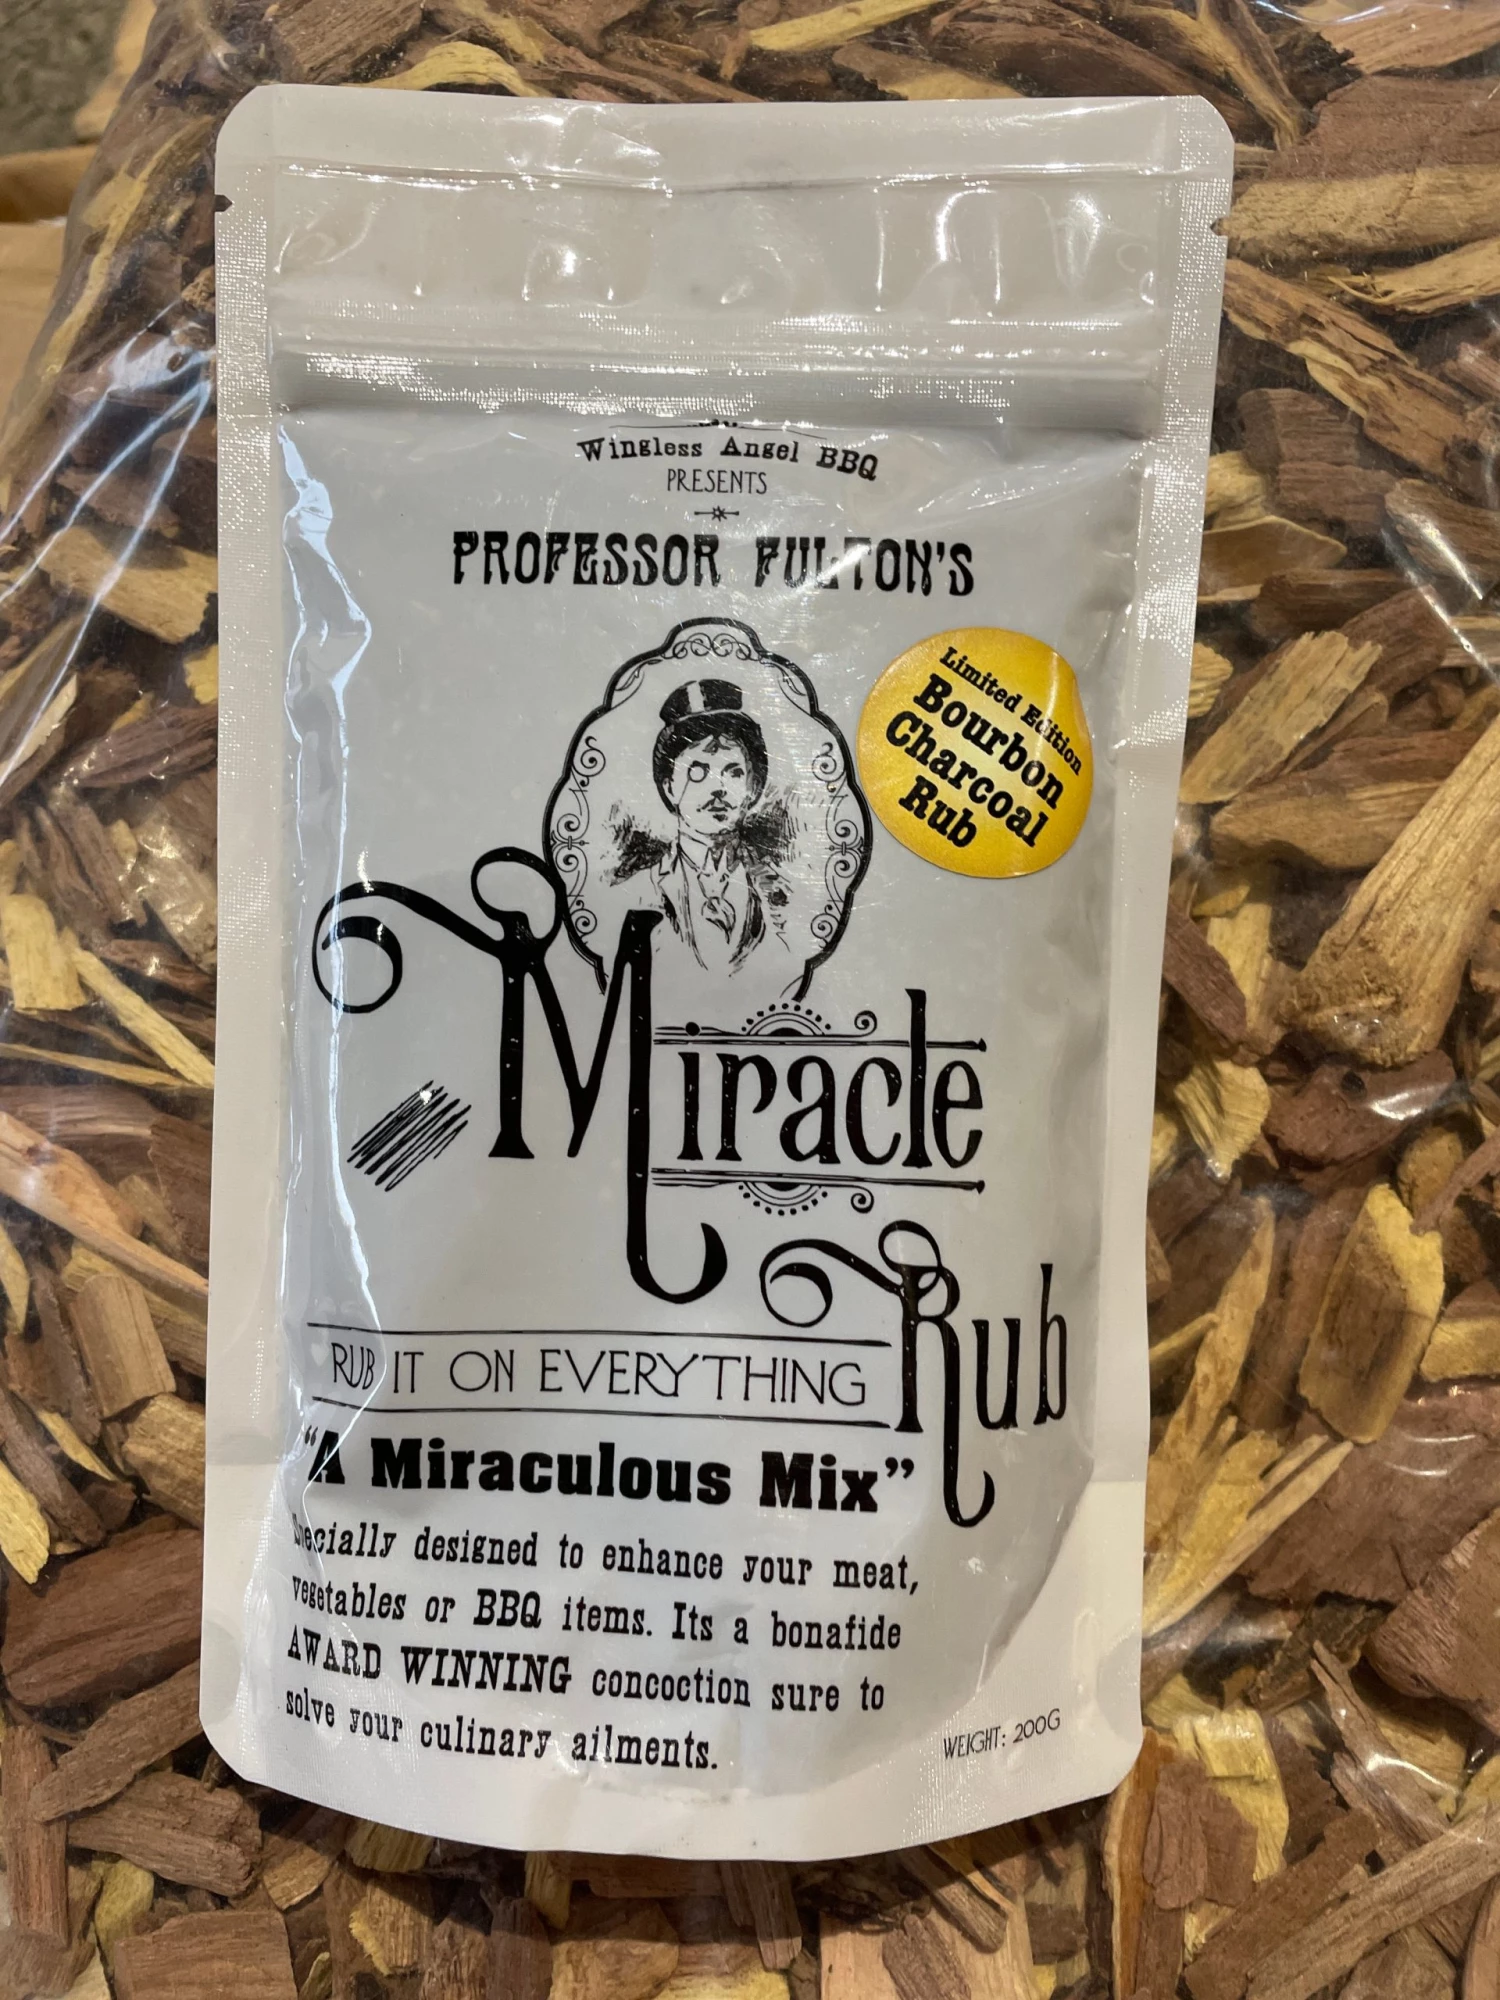 Wingless Angel BBQ
PRESENTS
PROFESSOR FULTON'S
Limited Edition
Bourbon
Charcoal
Rub
Miracle
Rub
RUB IT ON EVERYTHING
"A Miraculous Mix"
Specially designed to enhance your meat,
vegetables or BBQ items. Its a bonafide
AWARD WINNING concoction sure to
solve your culinary ailments.
WEIGHT: 200G